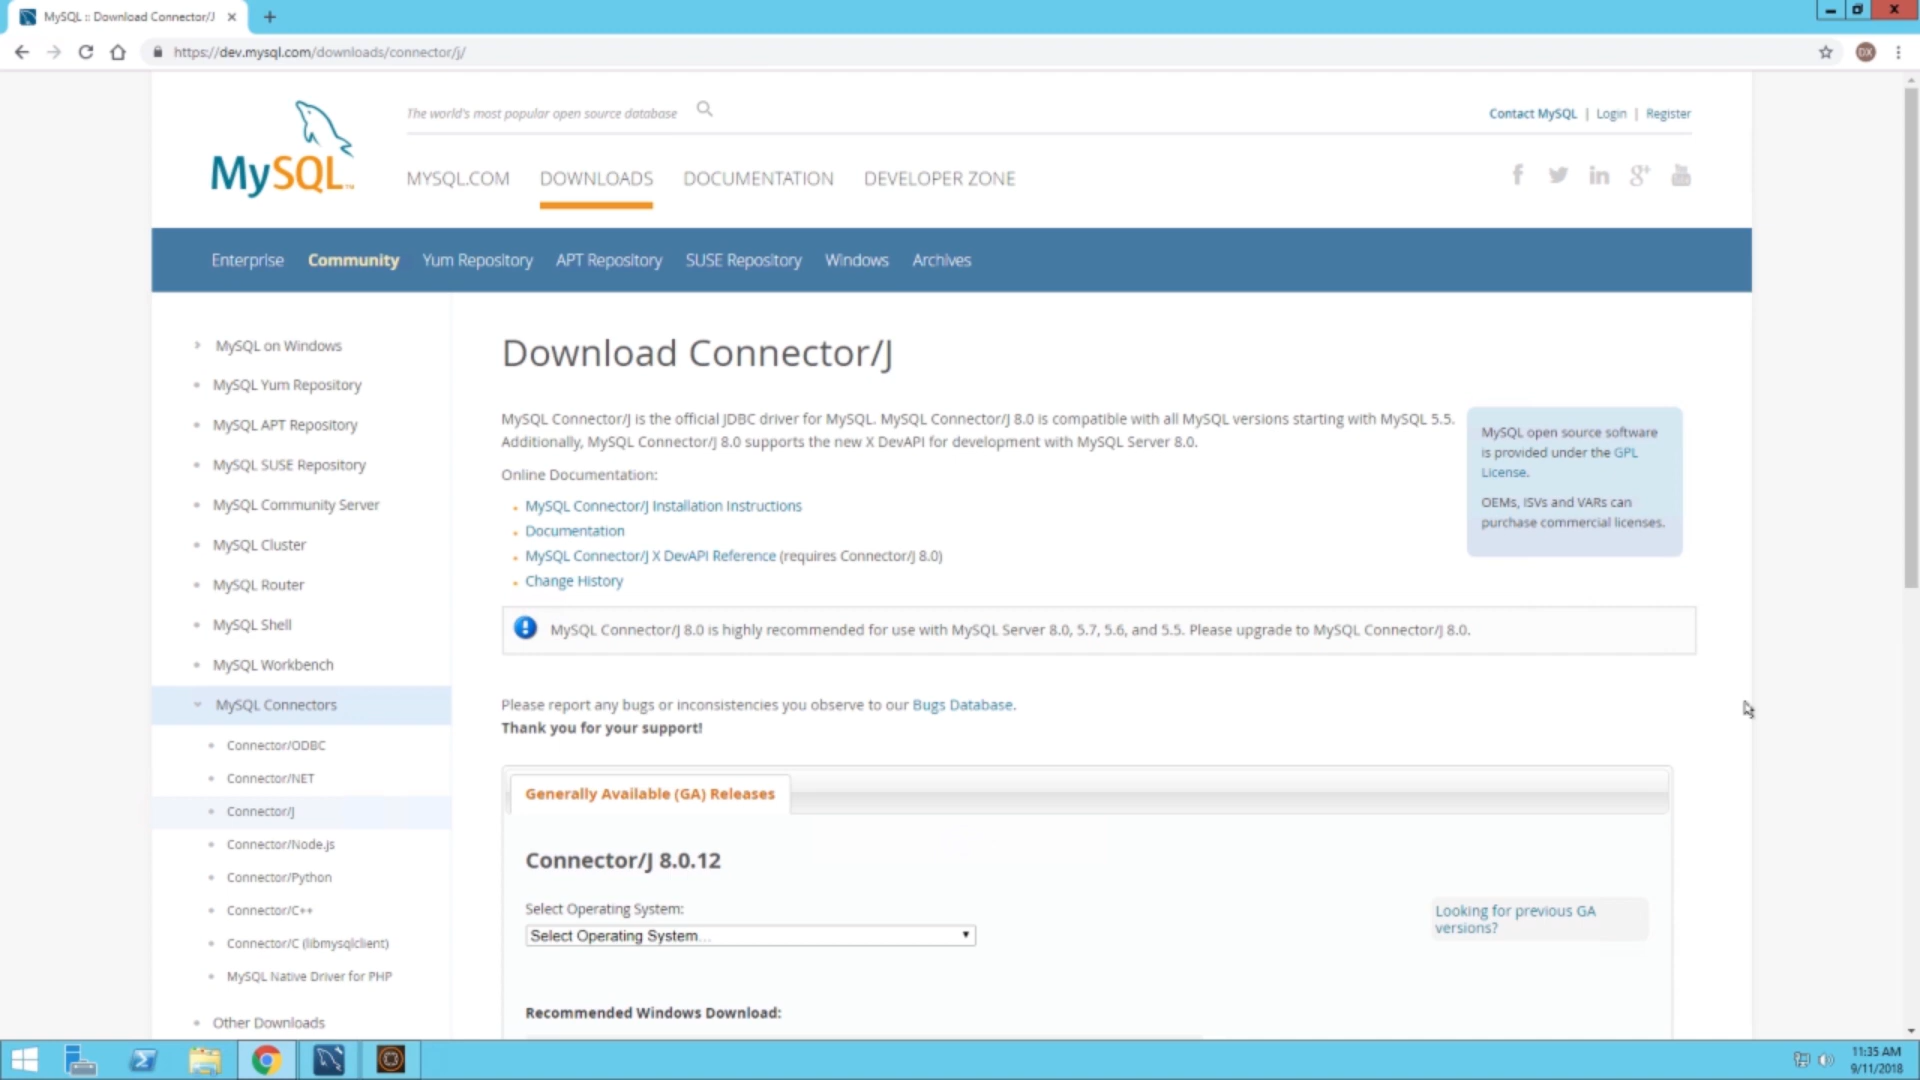 MySQL :: Download Connector/J
https://dev.mysql.com/downloads/connector/j/
The world's most popular open source database
Contact MySQL | Login | Register
MySQL™
MYSQL.COM DOWNLOADS DOCUMENTATION DEVELOPER ZONE
Enterprise Community Yum Repository APT Repository SUSE Repository Windows Archives
MySQL on Windows
MySQL Yum Repository
MySQL APT Repository
MySQL SUSE Repository
MySQL Community Server
MySQL Cluster
MySQL Router
MySQL Shell
MySQL Workbench
MySQL Connectors
Connector/ODBC
Connector/NET
Connector/J
Connector/Node.js
Connector/Python
Connector/C++
Connector/C (libmysqlclient)
MySQL Native Driver for PHP
Other Downloads
Download Connector/J
MySQL Connector/J is the official JDBC driver for MySQL. MySQL Connector/J 8.0 is compatible with all MySQL versions starting with MySQL 5.5.
Additionally, MySQL Connector/J 8.0 supports the new X DevAPI for development with MySQL Server 8.0.
Online Documentation:
MySQL Connector/J Installation Instructions
Documentation
MySQL Connector/J X DevAPI Reference (requires Connector/J 8.0)
Change History
MySQL open source software
is provided under the GPL
License.
OEMs, ISVs and VARs can
purchase commercial licenses.
MySQL Connector/J 8.0 is highly recommended for use with MySQL Server 8.0, 5.7, 5.6, and 5.5. Please upgrade to MySQL Connector/J 8.0.
Please report any bugs or inconsistencies you observe to our Bugs Database.
Thank you for your support!
Generally Available (GA) Releases
Connector/J 8.0.12
Select Operating System:
Select Operating System…
Looking for previous GA
versions?
Recommended Windows Download:
11:35 AM
9/11/2018